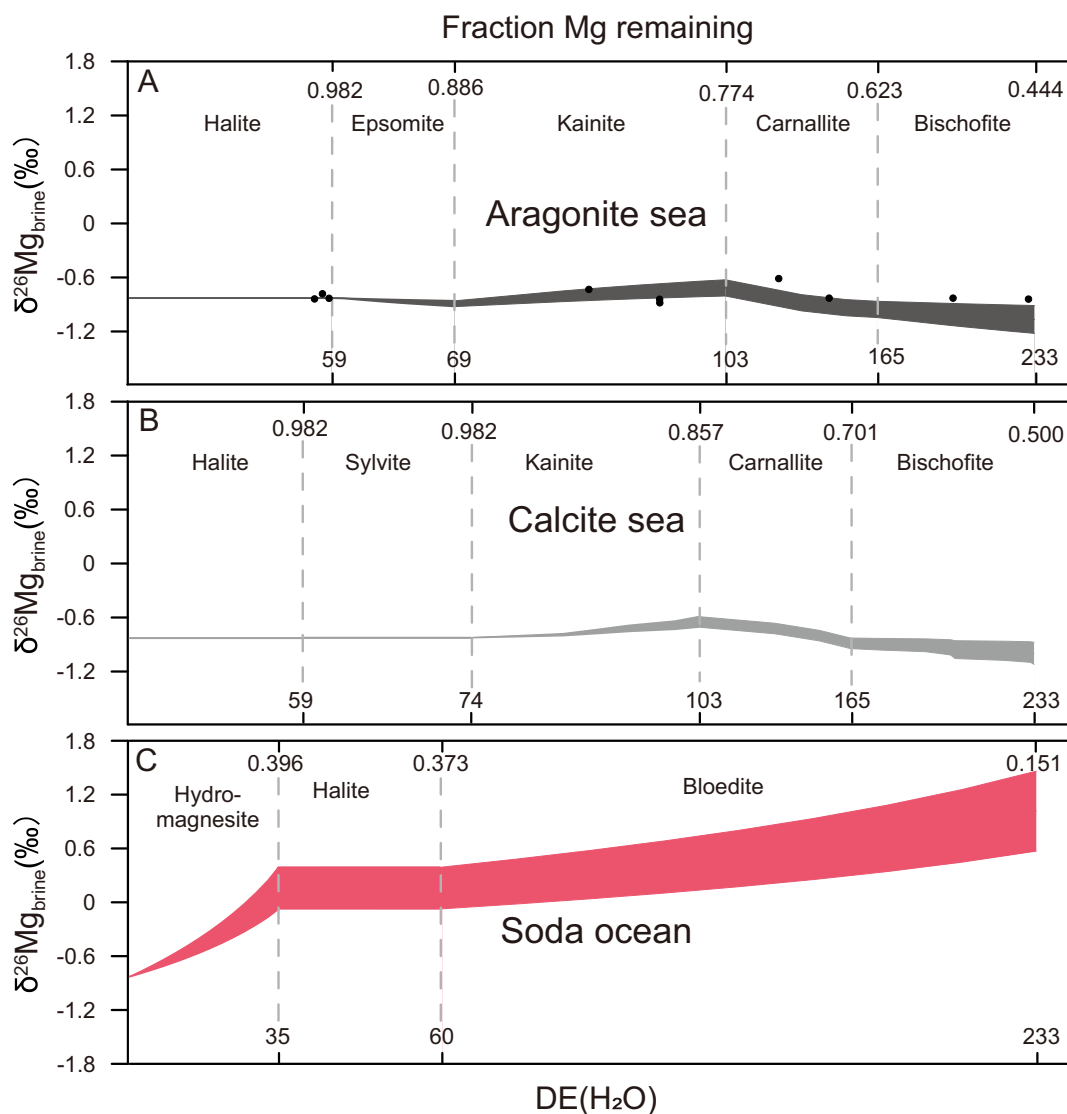 Fraction Mg remaining
A
1.8
1.2
0.6
0
-0.6
-1.2
δ²⁶Mg_brine(‰)
0.982 0.886 0.774 0.623 0.444
Halite Epsomite Kainite Carnallite Bischofite
Aragonite sea
59 69 103 165 233
B
1.8
1.2
0.6
0
-0.6
-1.2
δ²⁶Mg_brine(‰)
0.982 0.982 0.857 0.701 0.500
Halite Sylvite Kainite Carnallite Bischofite
Calcite sea
59 74 103 165 233
C
1.8
1.2
0.6
0
-0.6
-1.2
-1.8
δ²⁶Mg_brine(‰)
0.396 0.373 0.151
Hydro-
magnesite
Halite Bloedite
Soda ocean
35 60 233
DE(H₂O)